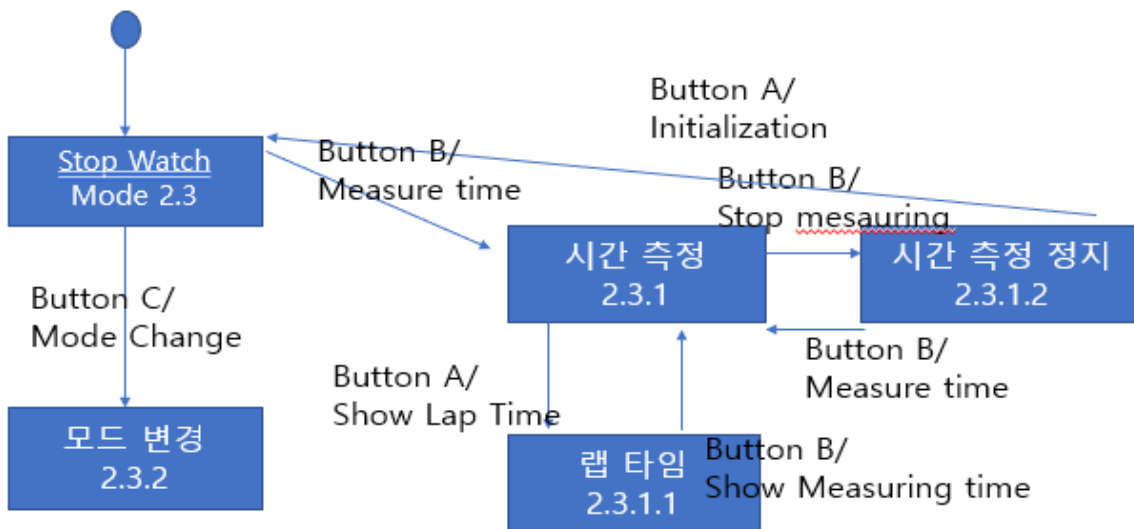 Button A/
Initialization
Stop Watch
Mode 2.3
Button B/
Measure time
Button B/
Stop mesauring
시간 측정
2.3.1
시간 측정 정지
2.3.1.2
Button C/
Mode Change
Button B/
Measure time
Button A/
Show Lap Time
모드 변경
2.3.2
랩 타임
2.3.1.1
Button B/
Show Measuring time